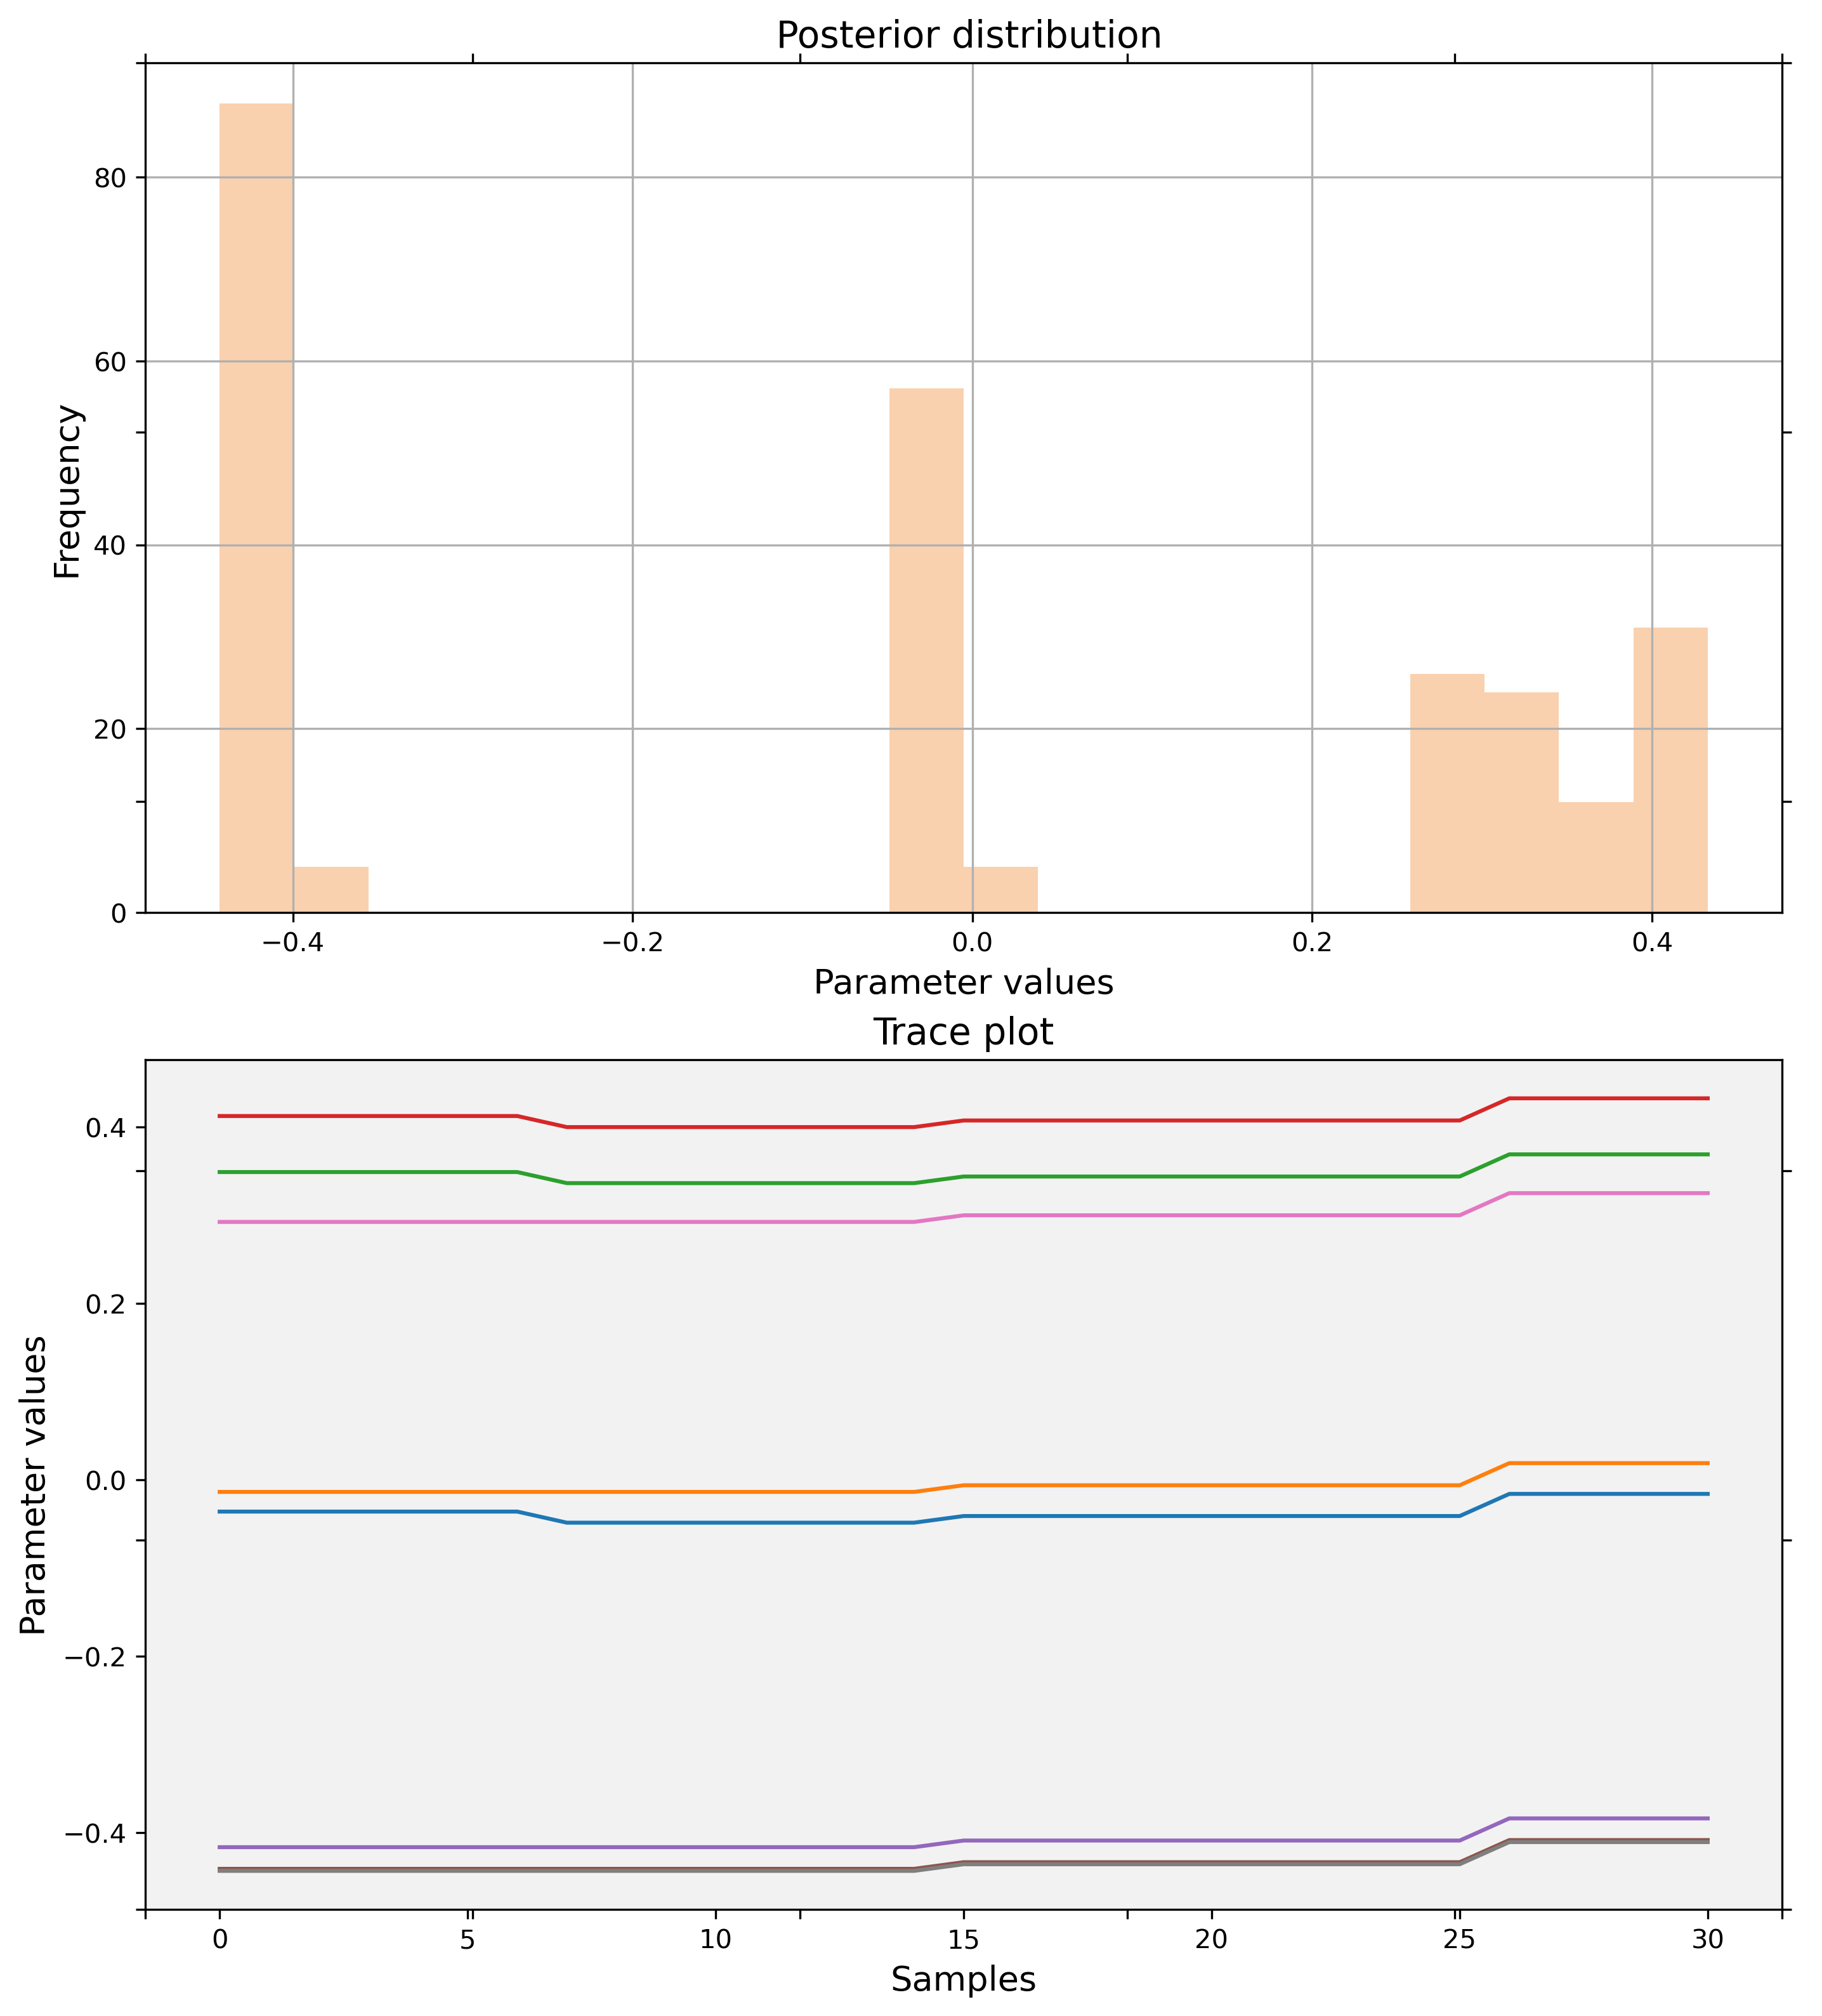 Posterior distribution
80
60
40
20
0
Frequency
−0.4 −0.2 0.0 0.2 0.4
Parameter values
Trace plot
0.4
0.2
0.0
−0.2
−0.4
Parameter values
0 5 10 15 20 25 30
Samples